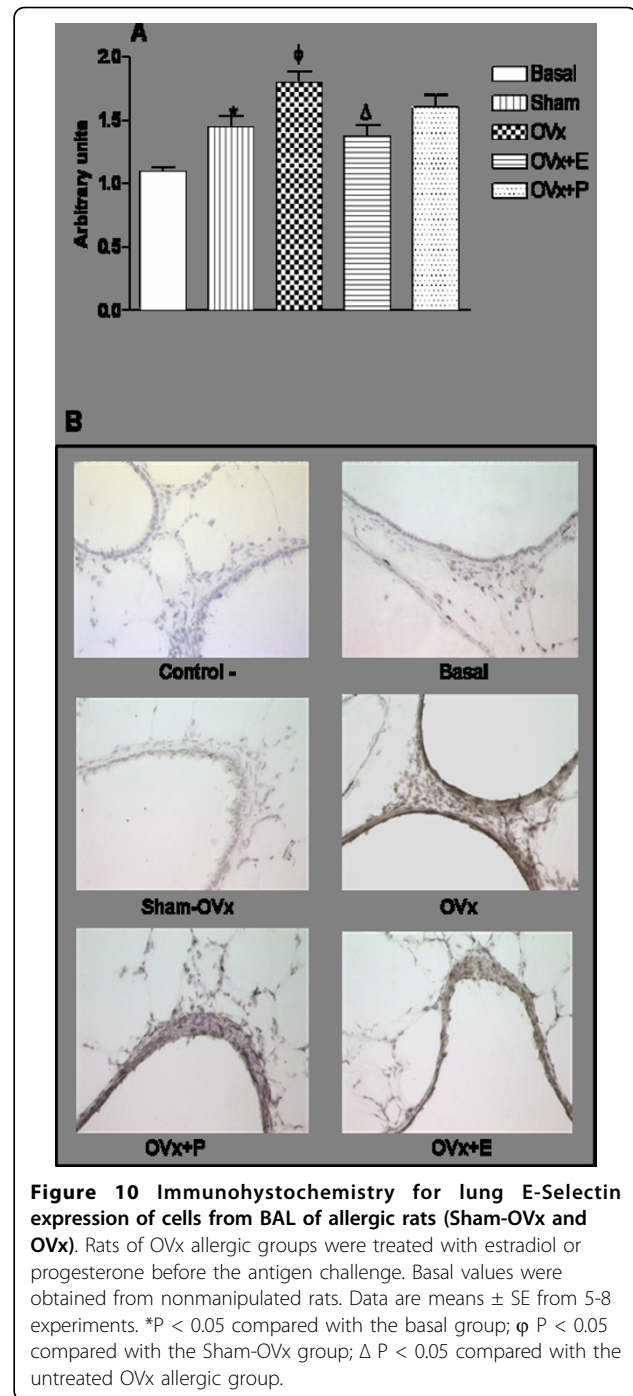 A
2.0
1.5
1.0
0.5
0.0
Arbitrary units
*
φ
Δ
Basal
Sham
OVx
OVx+E
OVx+P
B
Control -
Basal
Sham-OVx
OVx
OVx+P
OVx+E
Figure 10 Immunohystochemistry for lung E-Selectin
expression of cells from BAL of allergic rats (Sham-OVx and
OVx). Rats of OVx allergic groups were treated with estradiol or
progesterone before the antigen challenge. Basal values were
obtained from nonmanipulated rats. Data are means ± SE from 5-8
experiments. *P < 0.05 compared with the basal group; φ P < 0.05
compared with the Sham-OVx group; Δ P < 0.05 compared with the
untreated OVx allergic group.